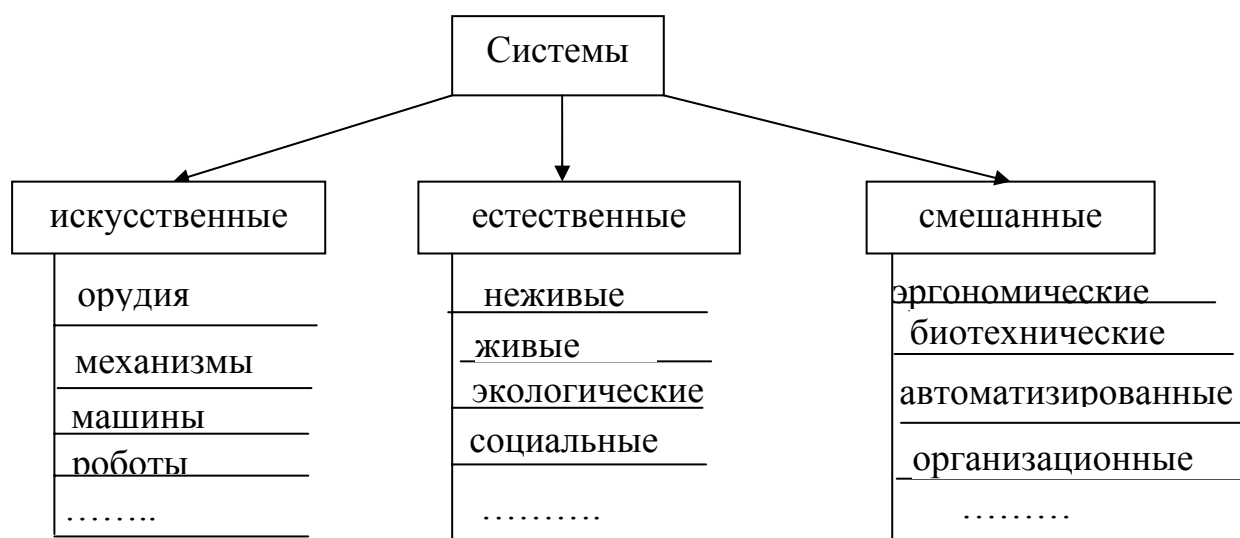 Системы
искусственные
орудия
механизмы
машины
роботы
……..
естественные
неживые
живые
экологические
социальные
……….
смешанные
эргономические
биотехнические
автоматизированные
организационные
………